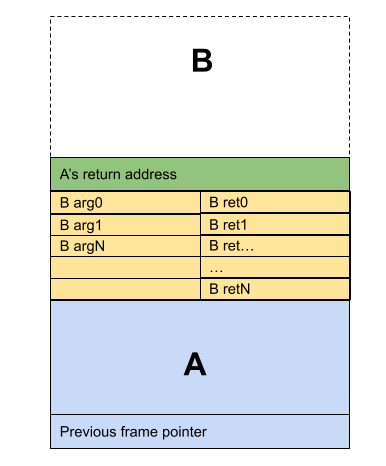 B
A's return address
B arg0
B ret0
B arg1
B ret1
B argN
B ret...
...
B retN
A
Previous frame pointer